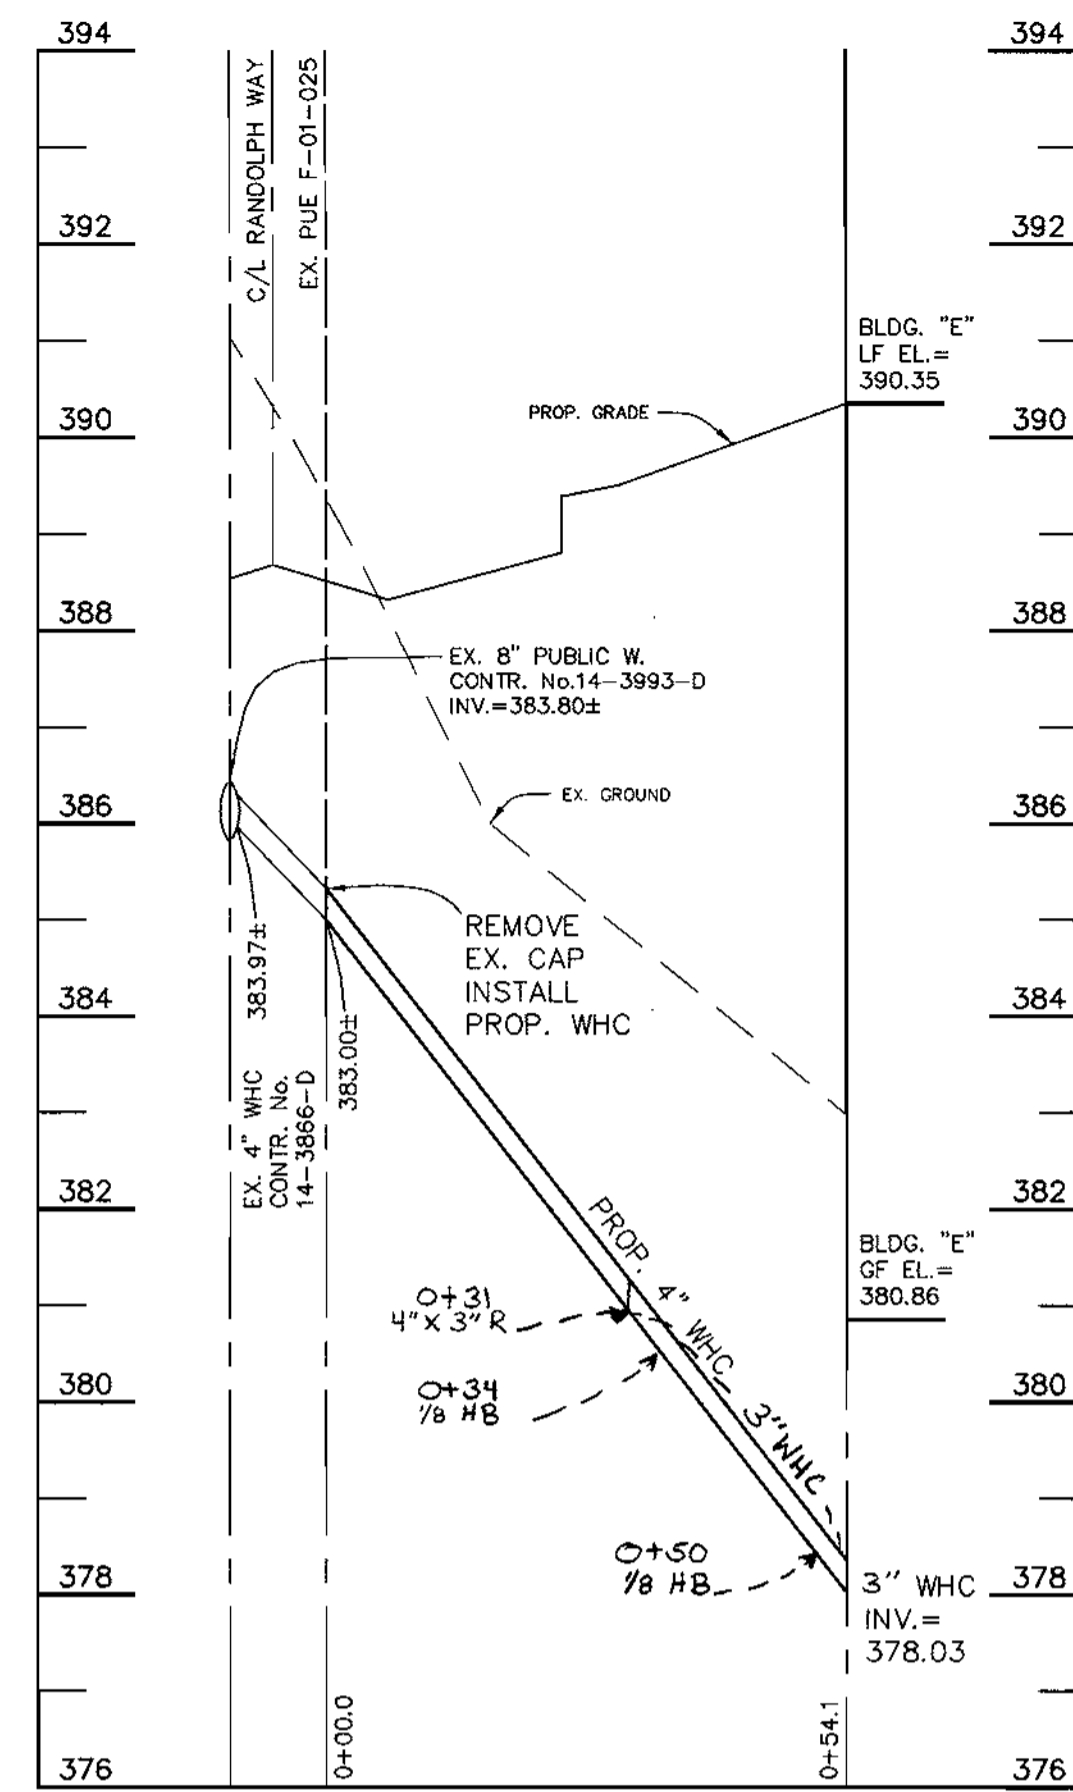 394
394
C/L RANDOLPH WAY
EX. PUE F-01-025
392
392
BLDG. "E"
LF EL.=
390.35
PROP. GRADE
390
390
388
388
EX. 8" PUBLIC W.
CONTR. No.14-3993-D
INV.=383.80±
386
386
EX. GROUND
REMOVE
EX. CAP
INSTALL
PROP. WHC
383.97±
383.00±
384
384
EX. 4" WHC
CONTR. No.
14-3866-D
382
382
PROP. 4" WHC
BLDG. "E"
GF EL.=
380.86
0+31
4" X 3" R
0+34
1/8 HB
380
380
3" WHC
0+50
1/8 HB
378
378
3" WHC
INV.=
378.03
0+00.0
0+54.1
376
376